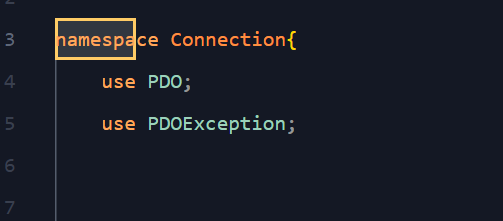 3 namespace Connection{
4 use PDO;
5 use PDOException;
6
7